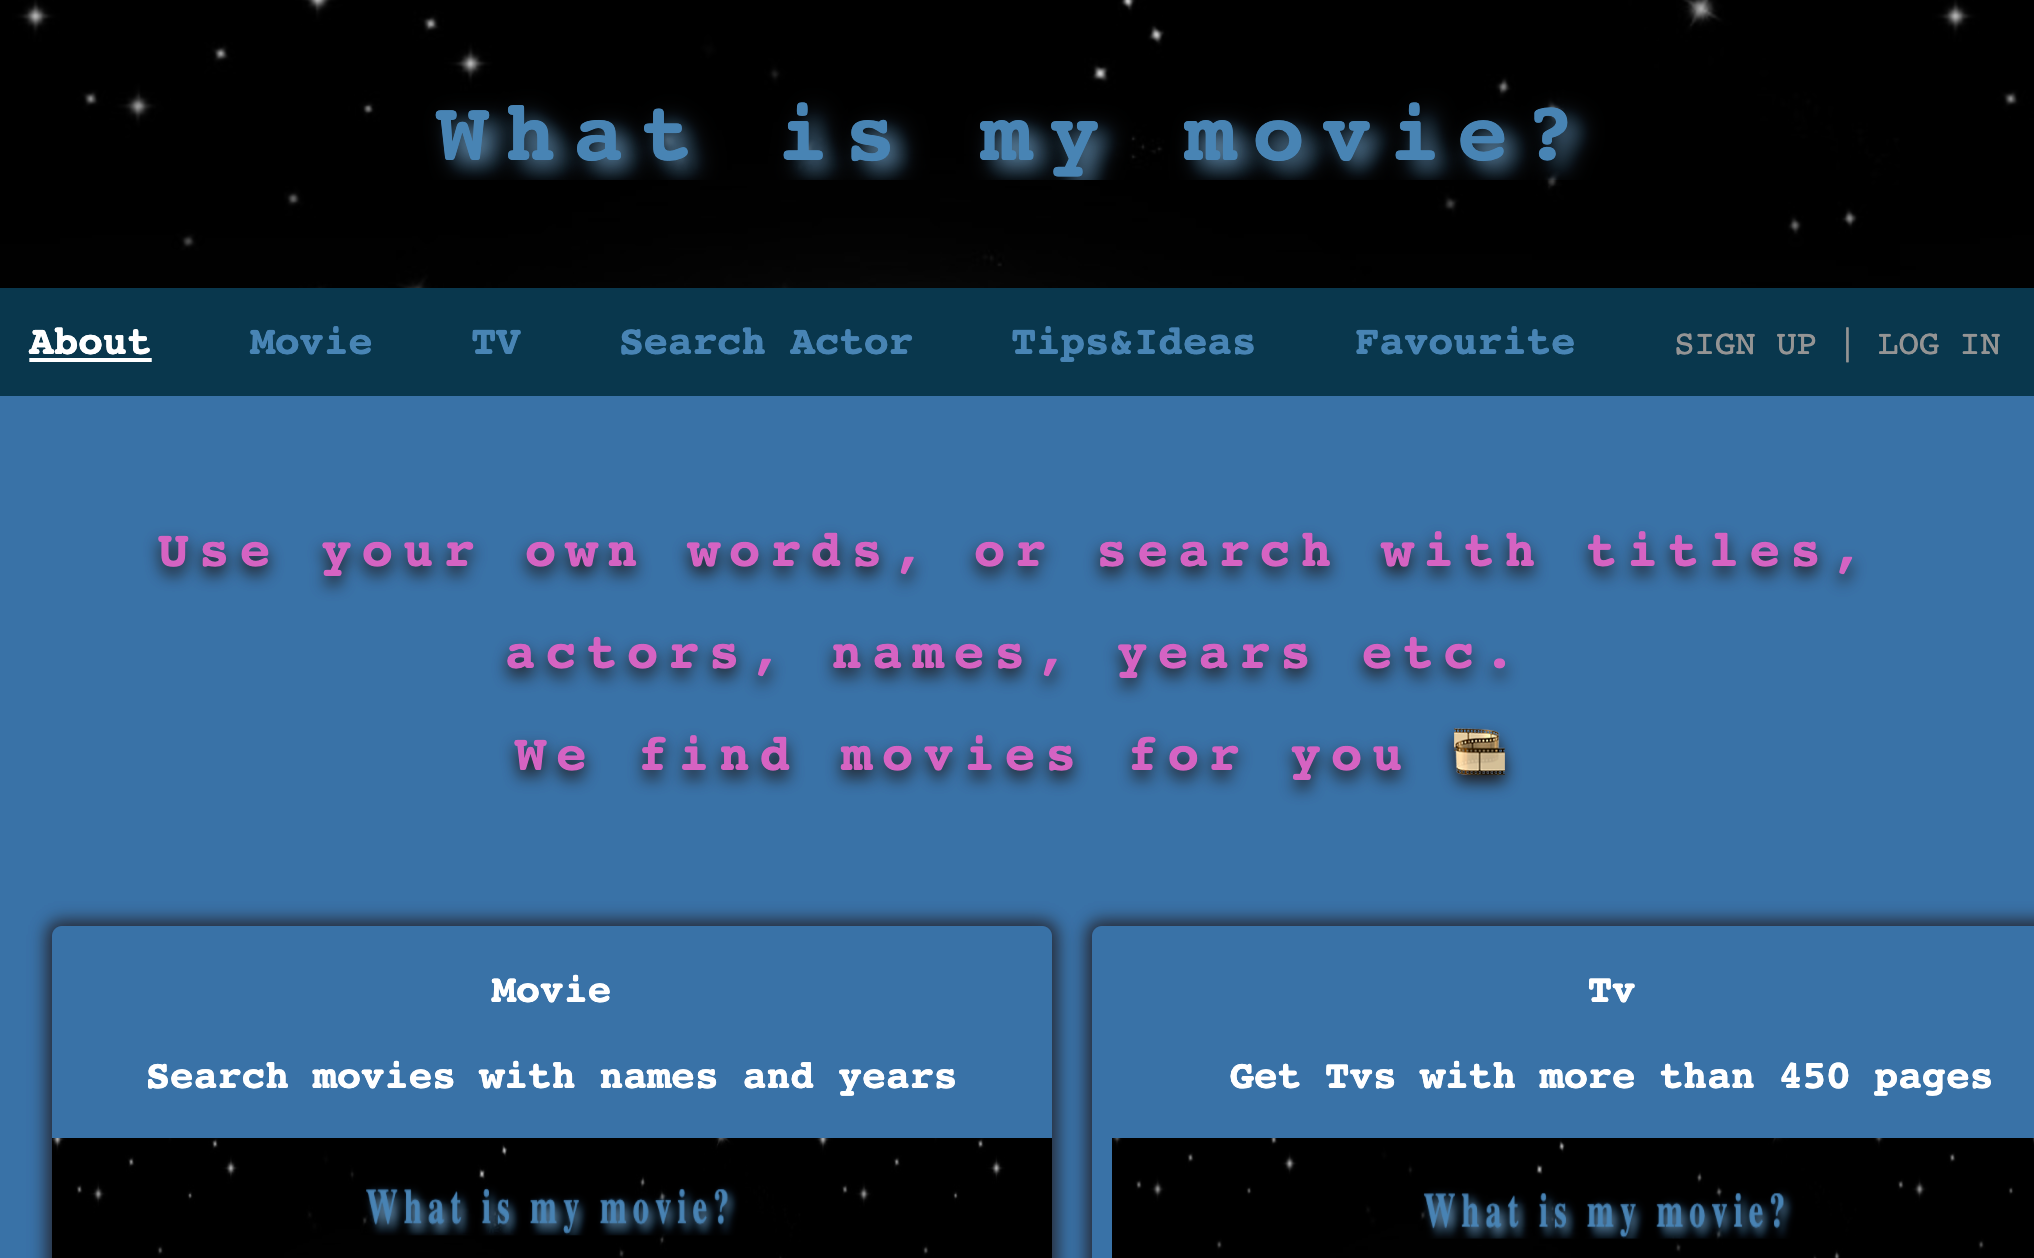 What is my movie?
About Movie TV Search Actor Tips&Ideas Favourite SIGN UP | LOG IN
Use your own words, or search with titles,
actors, names, years etc.
We find movies for you 🎞️
Movie
Search movies with names and years
What is my movie?
Tv
Get Tvs with more than 450 pages
What is my movie?